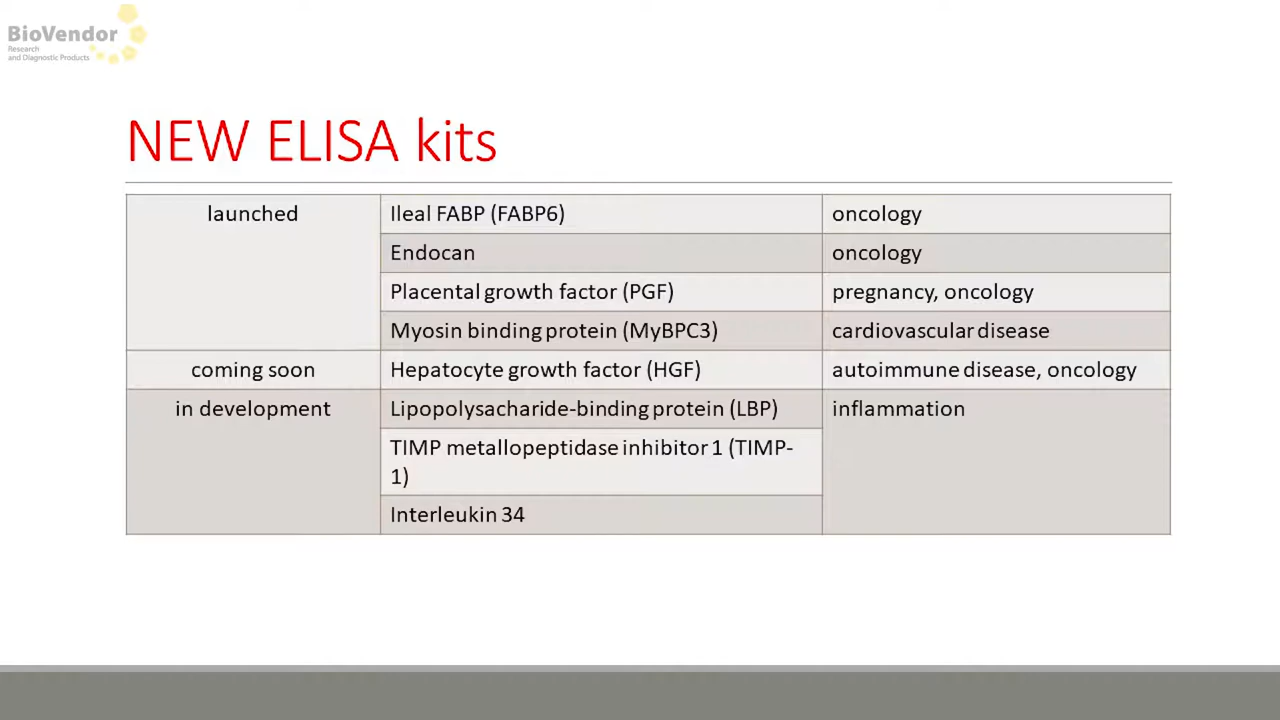 BioVendor
Research
and Diagnostic Products
NEW ELISA kits
launched
Ileal FABP (FABP6)
oncology
Endocan
oncology
Placental growth factor (PGF)
pregnancy, oncology
Myosin binding protein (MyBPC3)
cardiovascular disease
coming soon
Hepatocyte growth factor (HGF)
autoimmune disease, oncology
in development
Lipopolysacharide-binding protein (LBP)
inflammation
TIMP metallopeptidase inhibitor 1 (TIMP-
1)
Interleukin 34